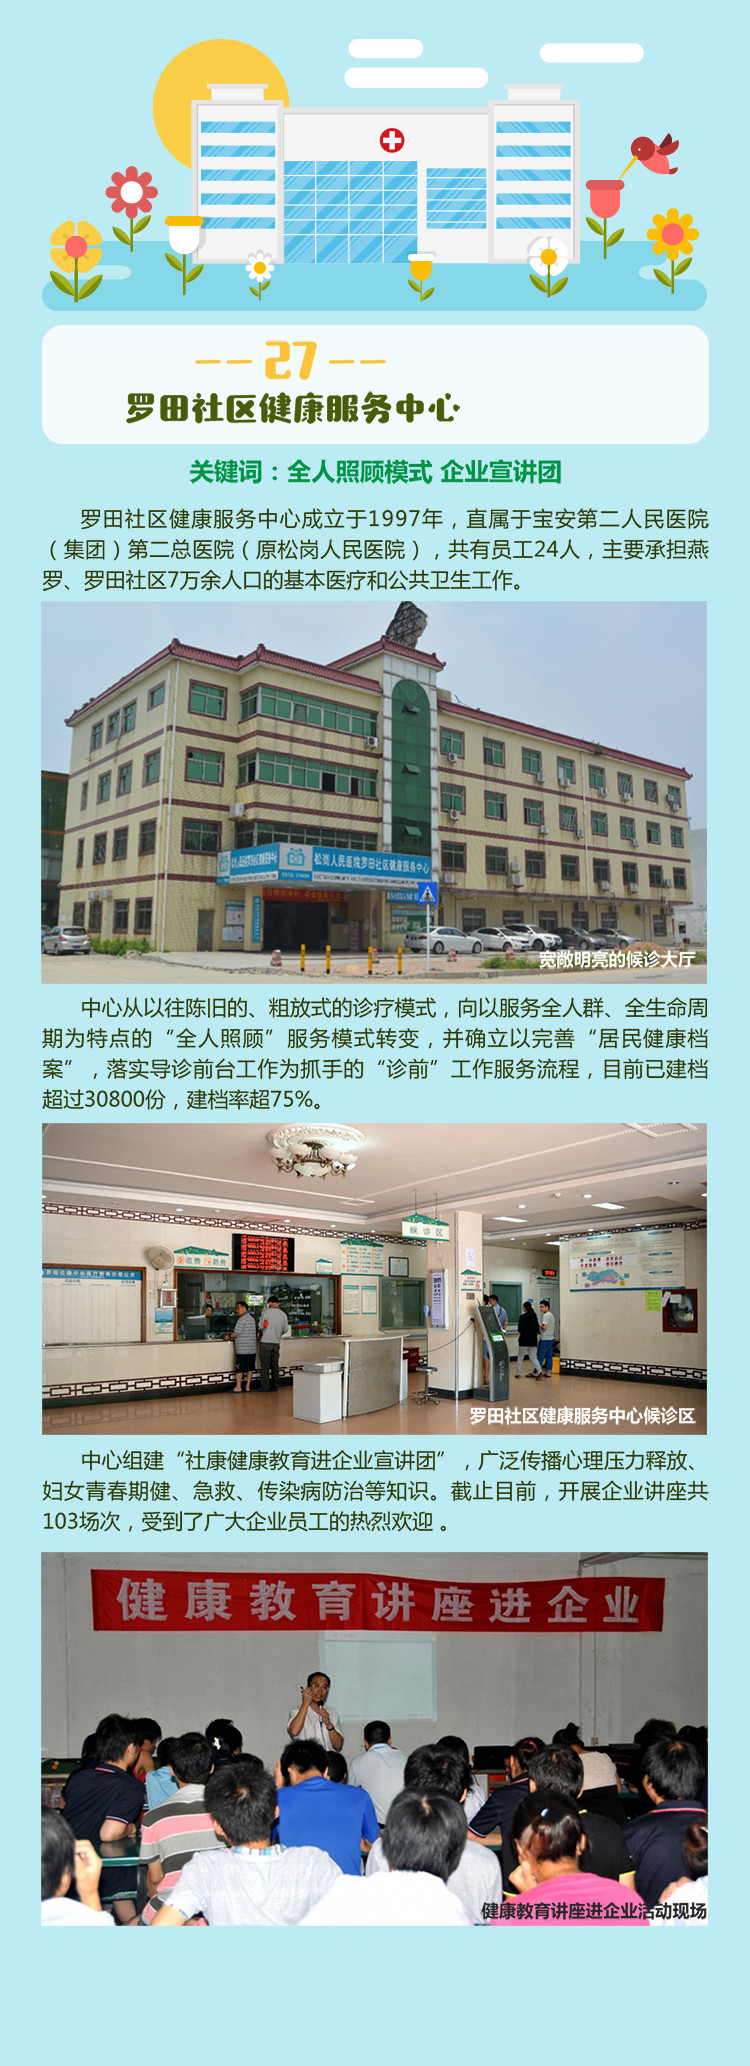 ——27——
罗田社区健康服务中心
关键词：全人照顾模式 企业宣讲团
罗田社区健康服务中心成立于1997年，直属于宝安第二人民医院
（集团）第二总医院（原松岗人民医院），共有员工24人，主要承担燕
罗、罗田社区7万余人口的基本医疗和公共卫生工作。
松岗人民医院罗田社区健康服务中心
宽敞明亮的候诊大厅
中心从以往陈旧的、粗放式的诊疗模式，向以服务全人群、全生命周
期为特点的“全人照顾”服务模式转变，并确立以完善“居民健康档
案”，落实导诊前台工作为抓手的“诊前”工作服务流程，目前已建档
超过30800份，建档率超75%。
候诊区
收费
药房
罗田社区健康服务中心候诊区
中心组建“社康健康教育进企业宣讲团”，广泛传播心理压力释放、
妇女青春期健、急救、传染病防治等知识。截止目前，开展企业讲座共
103场次，受到了广大企业员工的热烈欢迎 。
健康教育讲座进企业
健康教育讲座进企业活动现场